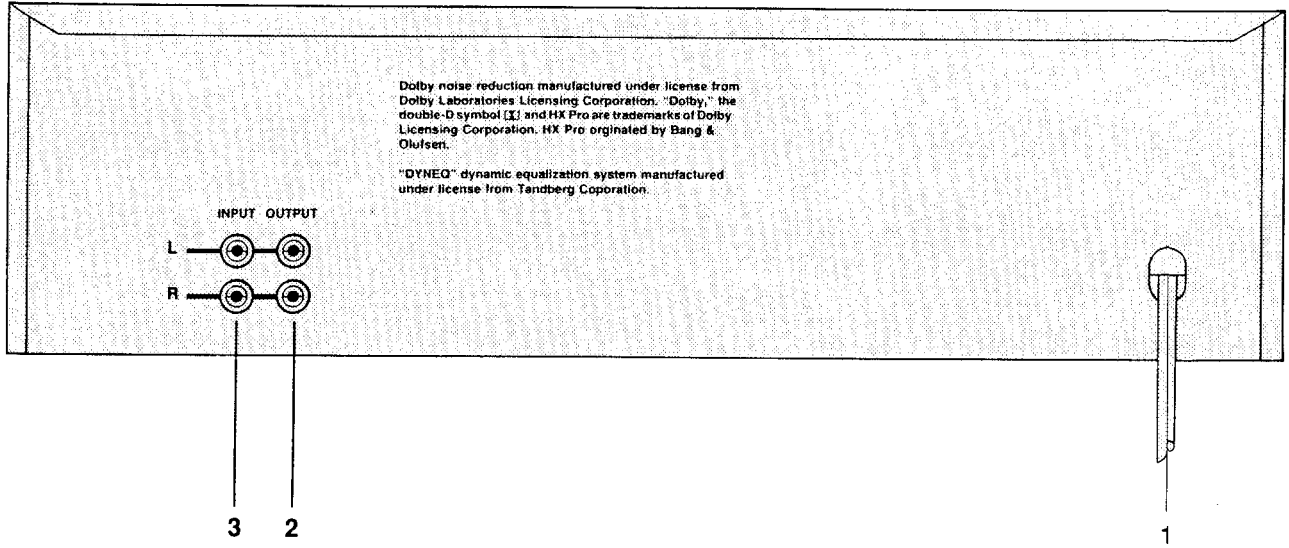 Dolby noise reduction manufactured under license from
Dolby Laboratories Licensing Corporation. "Dolby," the
double-D symbol and HX Pro are trademarks of Dolby
Licensing Corporation. HX Pro orginated by Bang &
Olufsen.
"DYNEQ" dynamic equalization system manufactured
under license from Tandberg Coporation.
INPUT OUTPUT
L
R
3 2 1